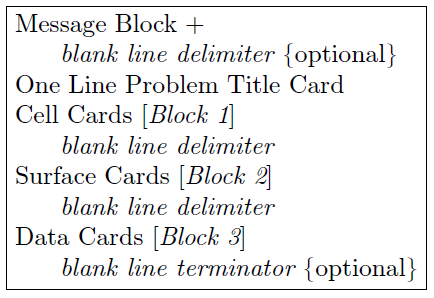 Message Block +
blank line delimiter {optional}
One Line Problem Title Card
Cell Cards [Block 1]
blank line delimiter
Surface Cards [Block 2]
blank line delimiter
Data Cards [Block 3]
blank line terminator {optional}